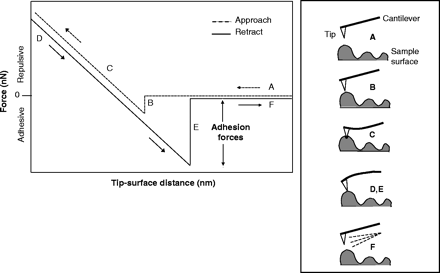 Force (nN)
Adhesive
0
Repulsive
Approach
Retract
D
C
B
A
F
E
Adhesion
forces
Tip-surface distance (nm)
Cantilever
Tip
A
Sample
surface
B
C
D,E
F